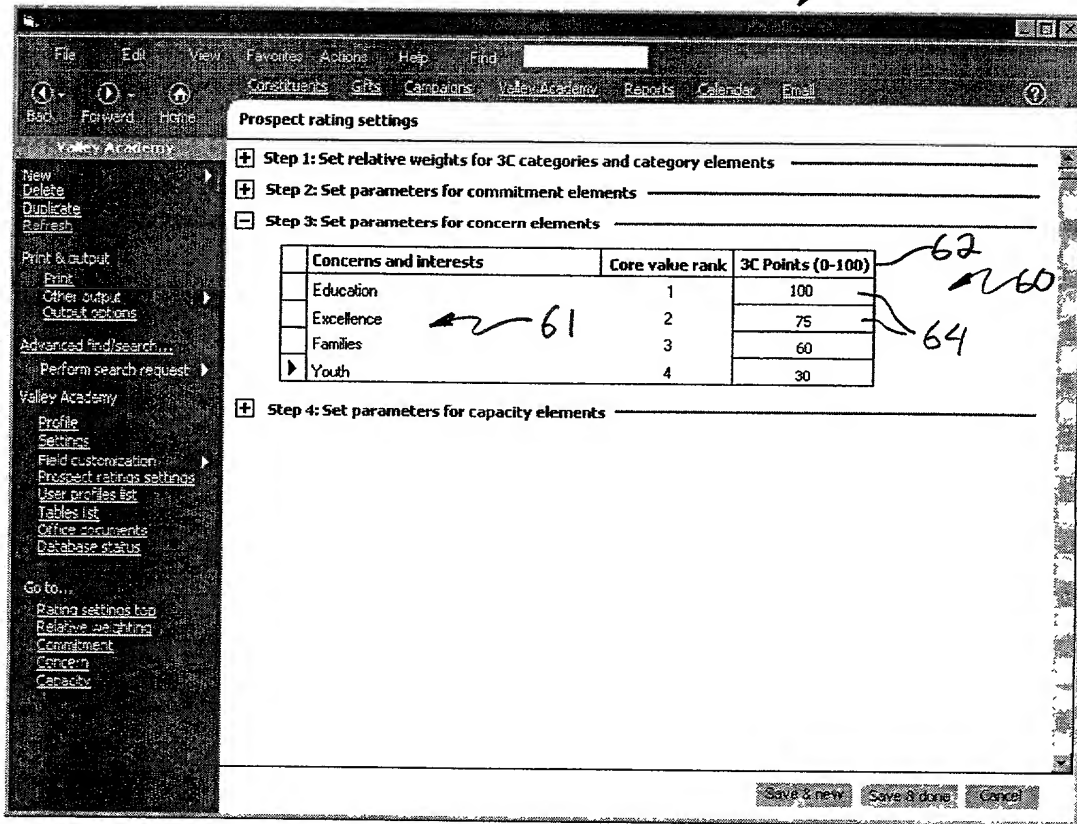 File Edit View Favorites Actions Help Find
Back Forward Home
Constituents Gifts Campaigns Valley Academy Reports Calendar Email
Valley Academy
Prospect rating settings
New
Delete
Duplicate
Refresh
Print & output
Print
Other output
Output options
Advanced find/search...
Perform search request
Valley Academy
Profile
Settings
Field customization
Prospect ratings settings
User profiles list
Tables list
Office documents
Database status
Go to...
Rating settings top
Relative weighting
Commitment
Concern
Capacity
Step 1: Set relative weights for 3C categories and category elements
Step 2: Set parameters for commitment elements
Step 3: Set parameters for concern elements
Concerns and interests Core value rank 3C Points (0-100) 62
60
Education 1 100
Excellence 61 2 75 64
Families 3 60
Youth 4 30
Step 4: Set parameters for capacity elements
Save & new Save & done Cancel